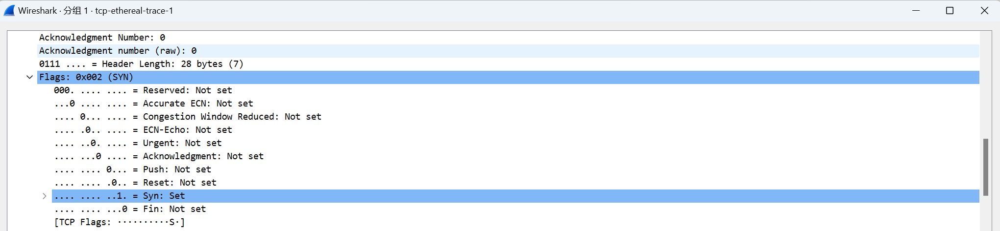 Wireshark · 分组 1 · tcp-ethereal-trace-1
Acknowledgment Number: 0
Acknowledgment number (raw): 0
0111 .... = Header Length: 28 bytes (7)
Flags: 0x002 (SYN)
000. .... .... = Reserved: Not set
...0 .... .... = Accurate ECN: Not set
.... 0... .... = Congestion Window Reduced: Not set
.... .0.. .... = ECN-Echo: Not set
.... ..0. .... = Urgent: Not set
.... ...0 .... = Acknowledgment: Not set
.... .... 0... = Push: Not set
.... .... .0.. = Reset: Not set
.... .... ..1. = Syn: Set
.... .... ...0 = Fin: Not set
[TCP Flags: ··········S·]